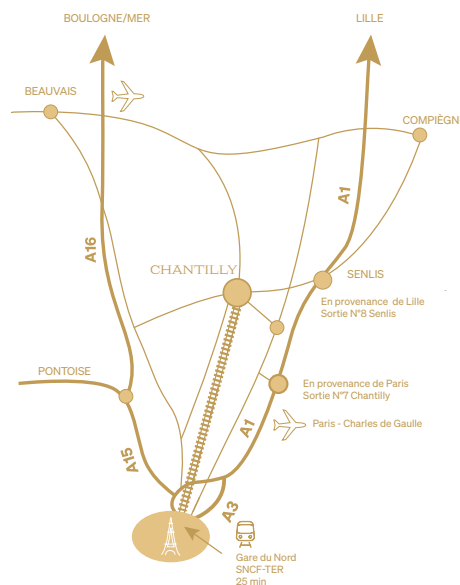 BOULOGNE/MER
LILLE
BEAUVAIS
COMPIÈGN
A1
A16
CHANTILLY
SENLIS
En provenance de Lille
Sortie N°8 Senlis
PONTOISE
En provenance de Paris
Sortie N°7 Chantilly
Paris - Charles de Gaulle
A1
A15
A3
Gare du Nord
SNCF-TER
25 min